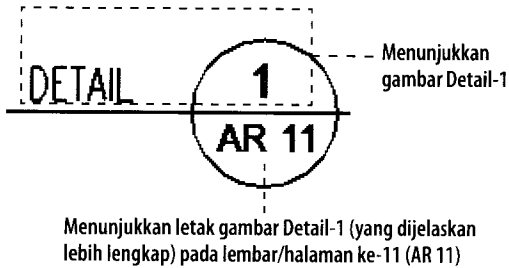 DETAIL
1
AR 11
Menunjukkan
gambar Detail-1
Menunjukkan letak gambar Detail-1 (yang dijelaskan
lebih lengkap) pada lembar/halaman ke-11 (AR 11)